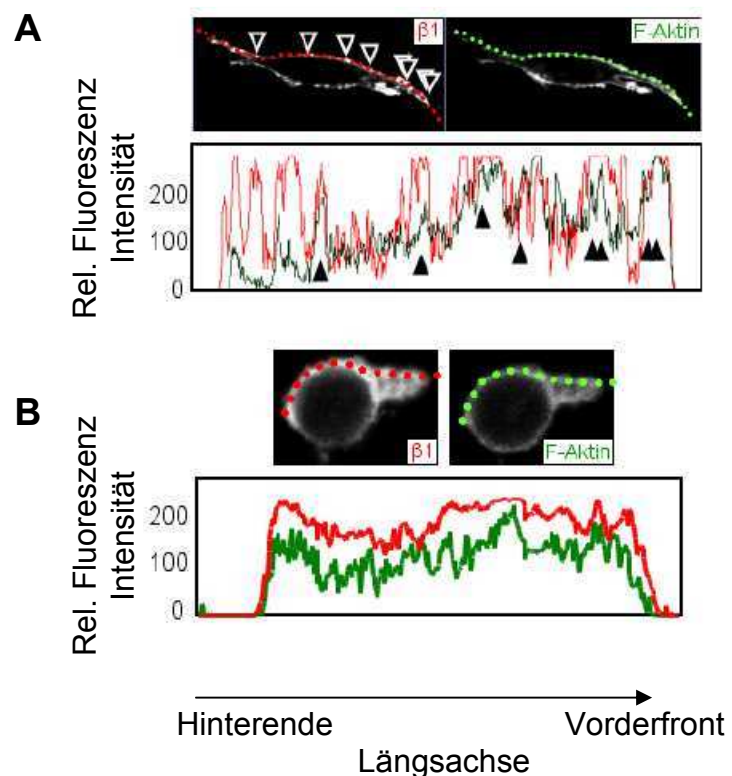 A
β1
F-Aktin
Rel. Fluoreszenz
Intensität
200
100
0
B
β1
F-Aktin
Rel. Fluoreszenz
Intensität
200
100
0
Hinterende
Vorderfront
Längsachse